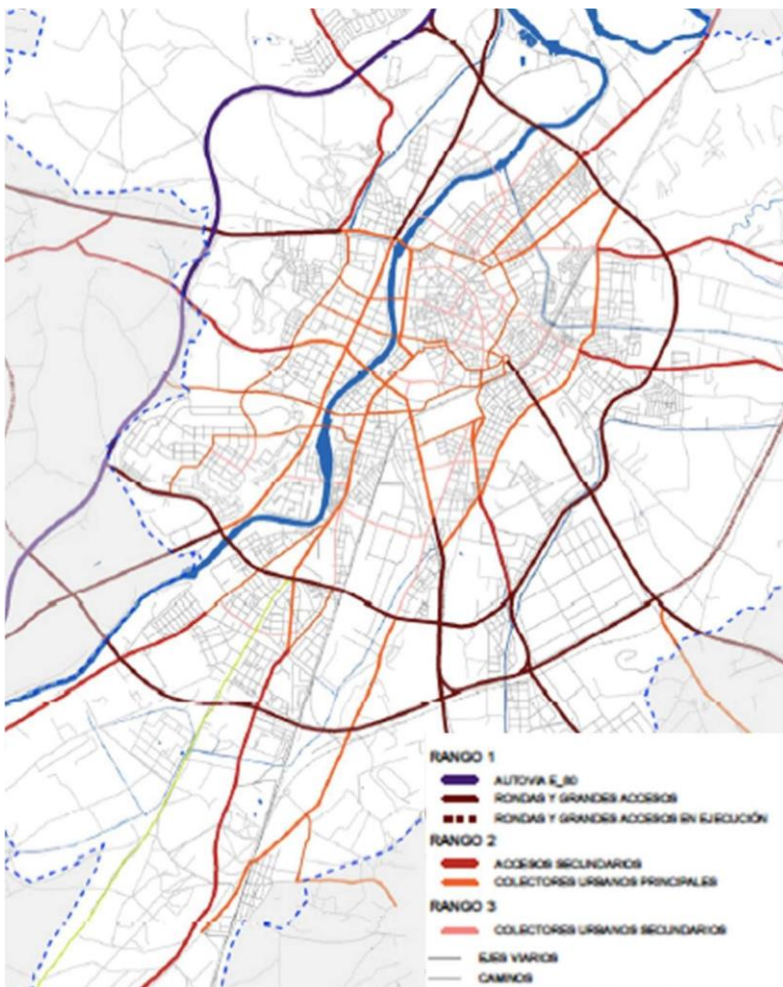 RANGO 1
AUTOVIA E_80
RONDAS Y GRANDES ACCESOS
RONDAS Y GRANDES ACCESOS EN EJECUCIÓN
RANGO 2
ACCESOS SECUNDARIOS
COLECTORES URBANOS PRINCIPALES
RANGO 3
COLECTORES URBANOS SECUNDARIOS
EJES VIARIOS
CAMINOS